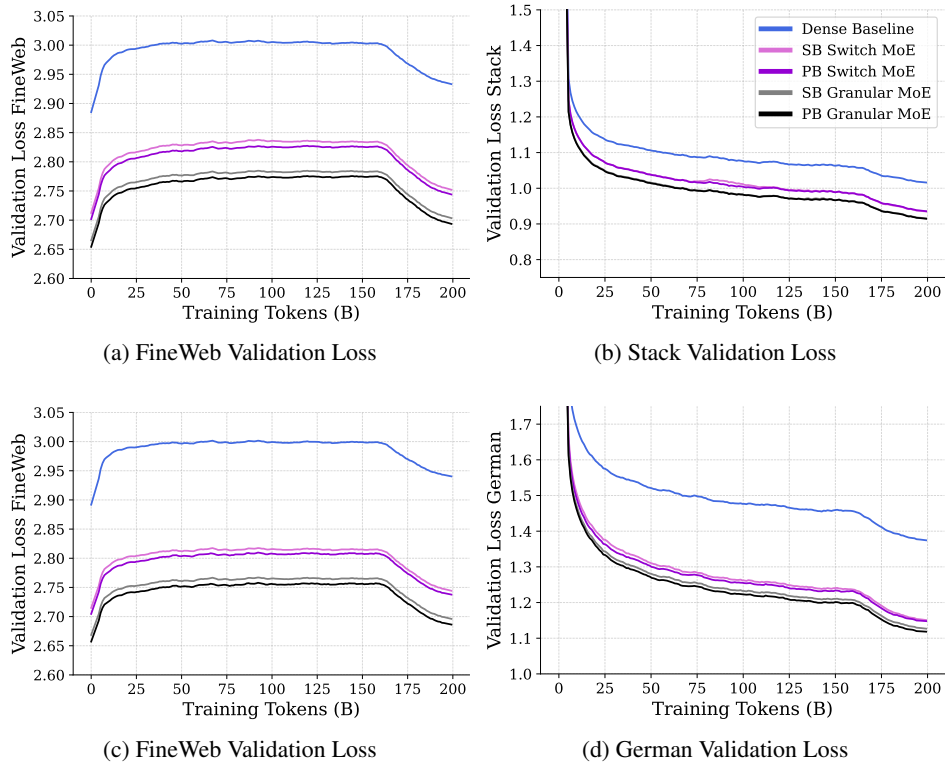 3.05
3.00
2.95
2.90
2.85
2.80
2.75
2.70
2.65
2.60
Validation Loss FineWeb
0 25 50 75 100 125 150 175 200
Training Tokens (B)
(a) FineWeb Validation Loss
1.5
1.4
1.3
1.2
1.1
1.0
0.9
0.8
Validation Loss Stack
Dense Baseline
SB Switch MoE
PB Switch MoE
SB Granular MoE
PB Granular MoE
0 25 50 75 100 125 150 175 200
Training Tokens (B)
(b) Stack Validation Loss
3.05
3.00
2.95
2.90
2.85
2.80
2.75
2.70
2.65
2.60
Validation Loss FineWeb
0 25 50 75 100 125 150 175 200
Training Tokens (B)
(c) FineWeb Validation Loss
1.7
1.6
1.5
1.4
1.3
1.2
1.1
1.0
Validation Loss German
0 25 50 75 100 125 150 175 200
Training Tokens (B)
(d) German Validation Loss